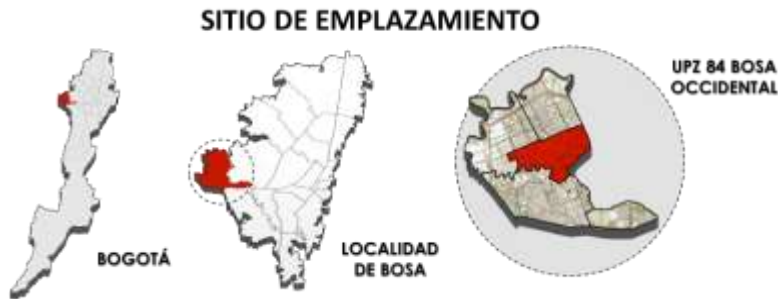 SITIO DE EMPLAZAMIENTO
UPZ 84 BOSA
OCCIDENTAL
BOGOTÁ
LOCALIDAD
DE BOSA